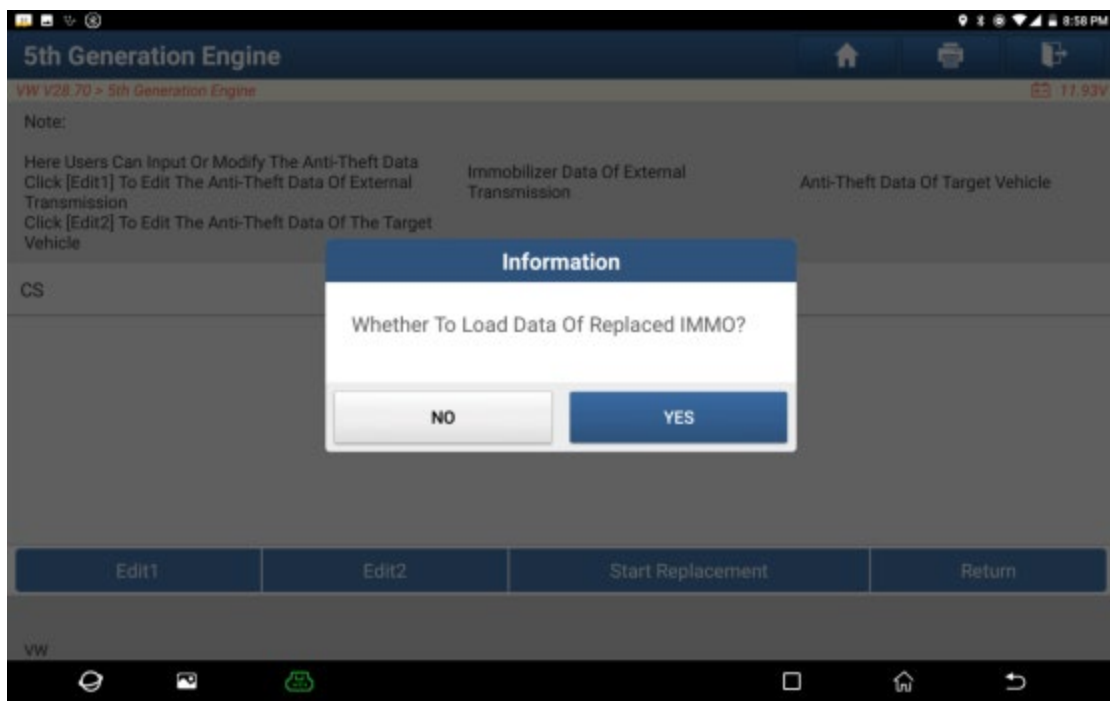 8:58 PM
5th Generation Engine
VW V28.70 > 5th Generation Engine
11.93V
Note:
Here Users Can Input Or Modify The Anti-Theft Data
Click [Edit1] To Edit The Anti-Theft Data Of External
Transmission
Click [Edit2] To Edit The Anti-Theft Data Of The Target
Vehicle
Immobilizer Data Of External
Transmission
Anti-Theft Data Of Target Vehicle
CS
Information
Whether To Load Data Of Replaced IMMO?
NO
YES
Edit1
Edit2
Start Replacement
Return
VW